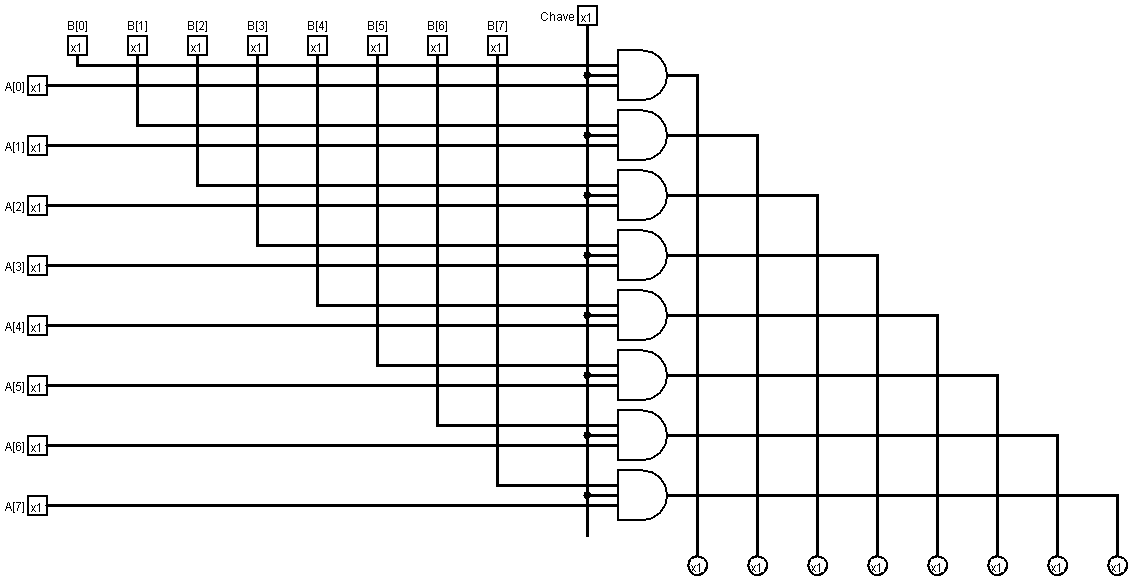 Chave x1
B[0] B[1] B[2] B[3] B[4] B[5] B[6] B[7]
x1 x1 x1 x1 x1 x1 x1 x1
A[0] x1
A[1] x1
A[2] x1
A[3] x1
A[4] x1
A[5] x1
A[6] x1
A[7] x1
x1 x1 x1 x1 x1 x1 x1 x1